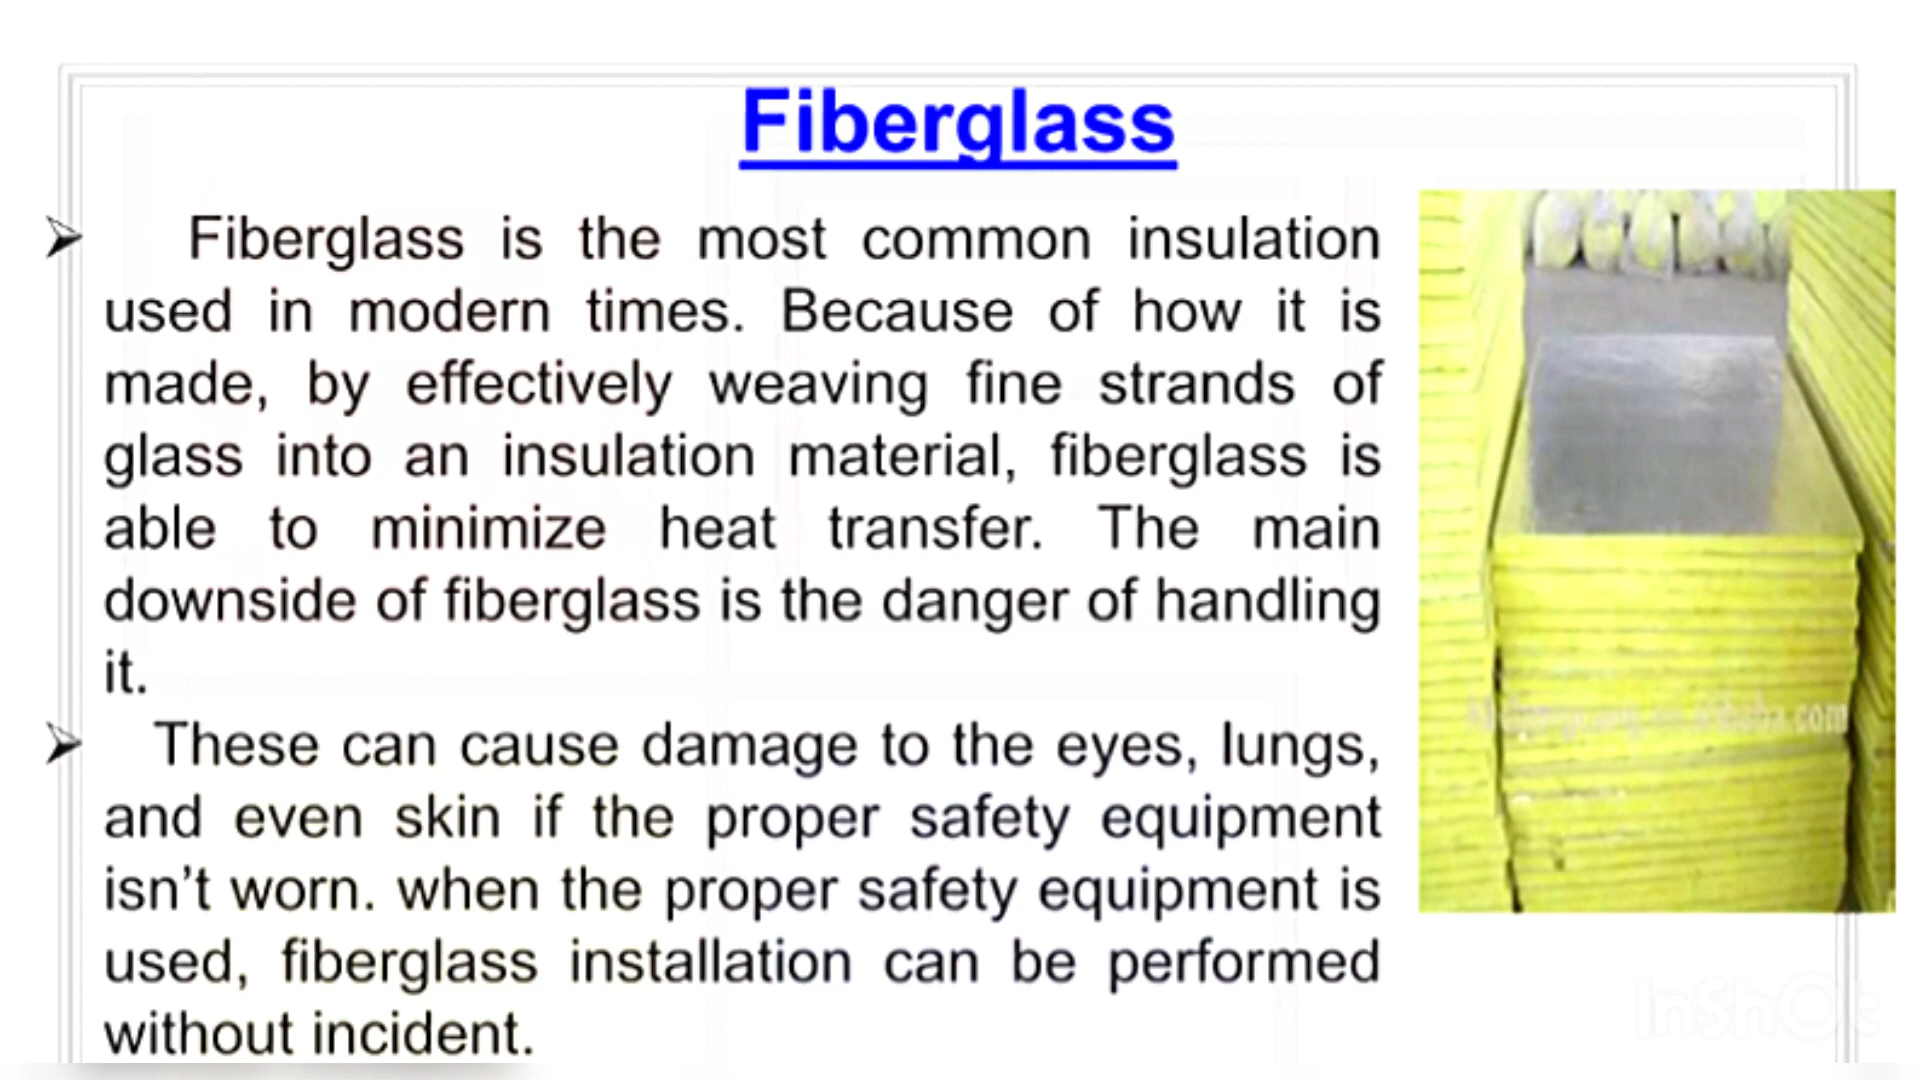 Fiberglass
Fiberglass is the most common insulation
used in modern times. Because of how it is
made, by effectively weaving fine strands of
glass into an insulation material, fiberglass is
able to minimize heat transfer. The main
downside of fiberglass is the danger of handling
it.
These can cause damage to the eyes, lungs,
and even skin if the proper safety equipment
isn’t worn. when the proper safety equipment is
used, fiberglass installation can be performed
without incident.
InShOt